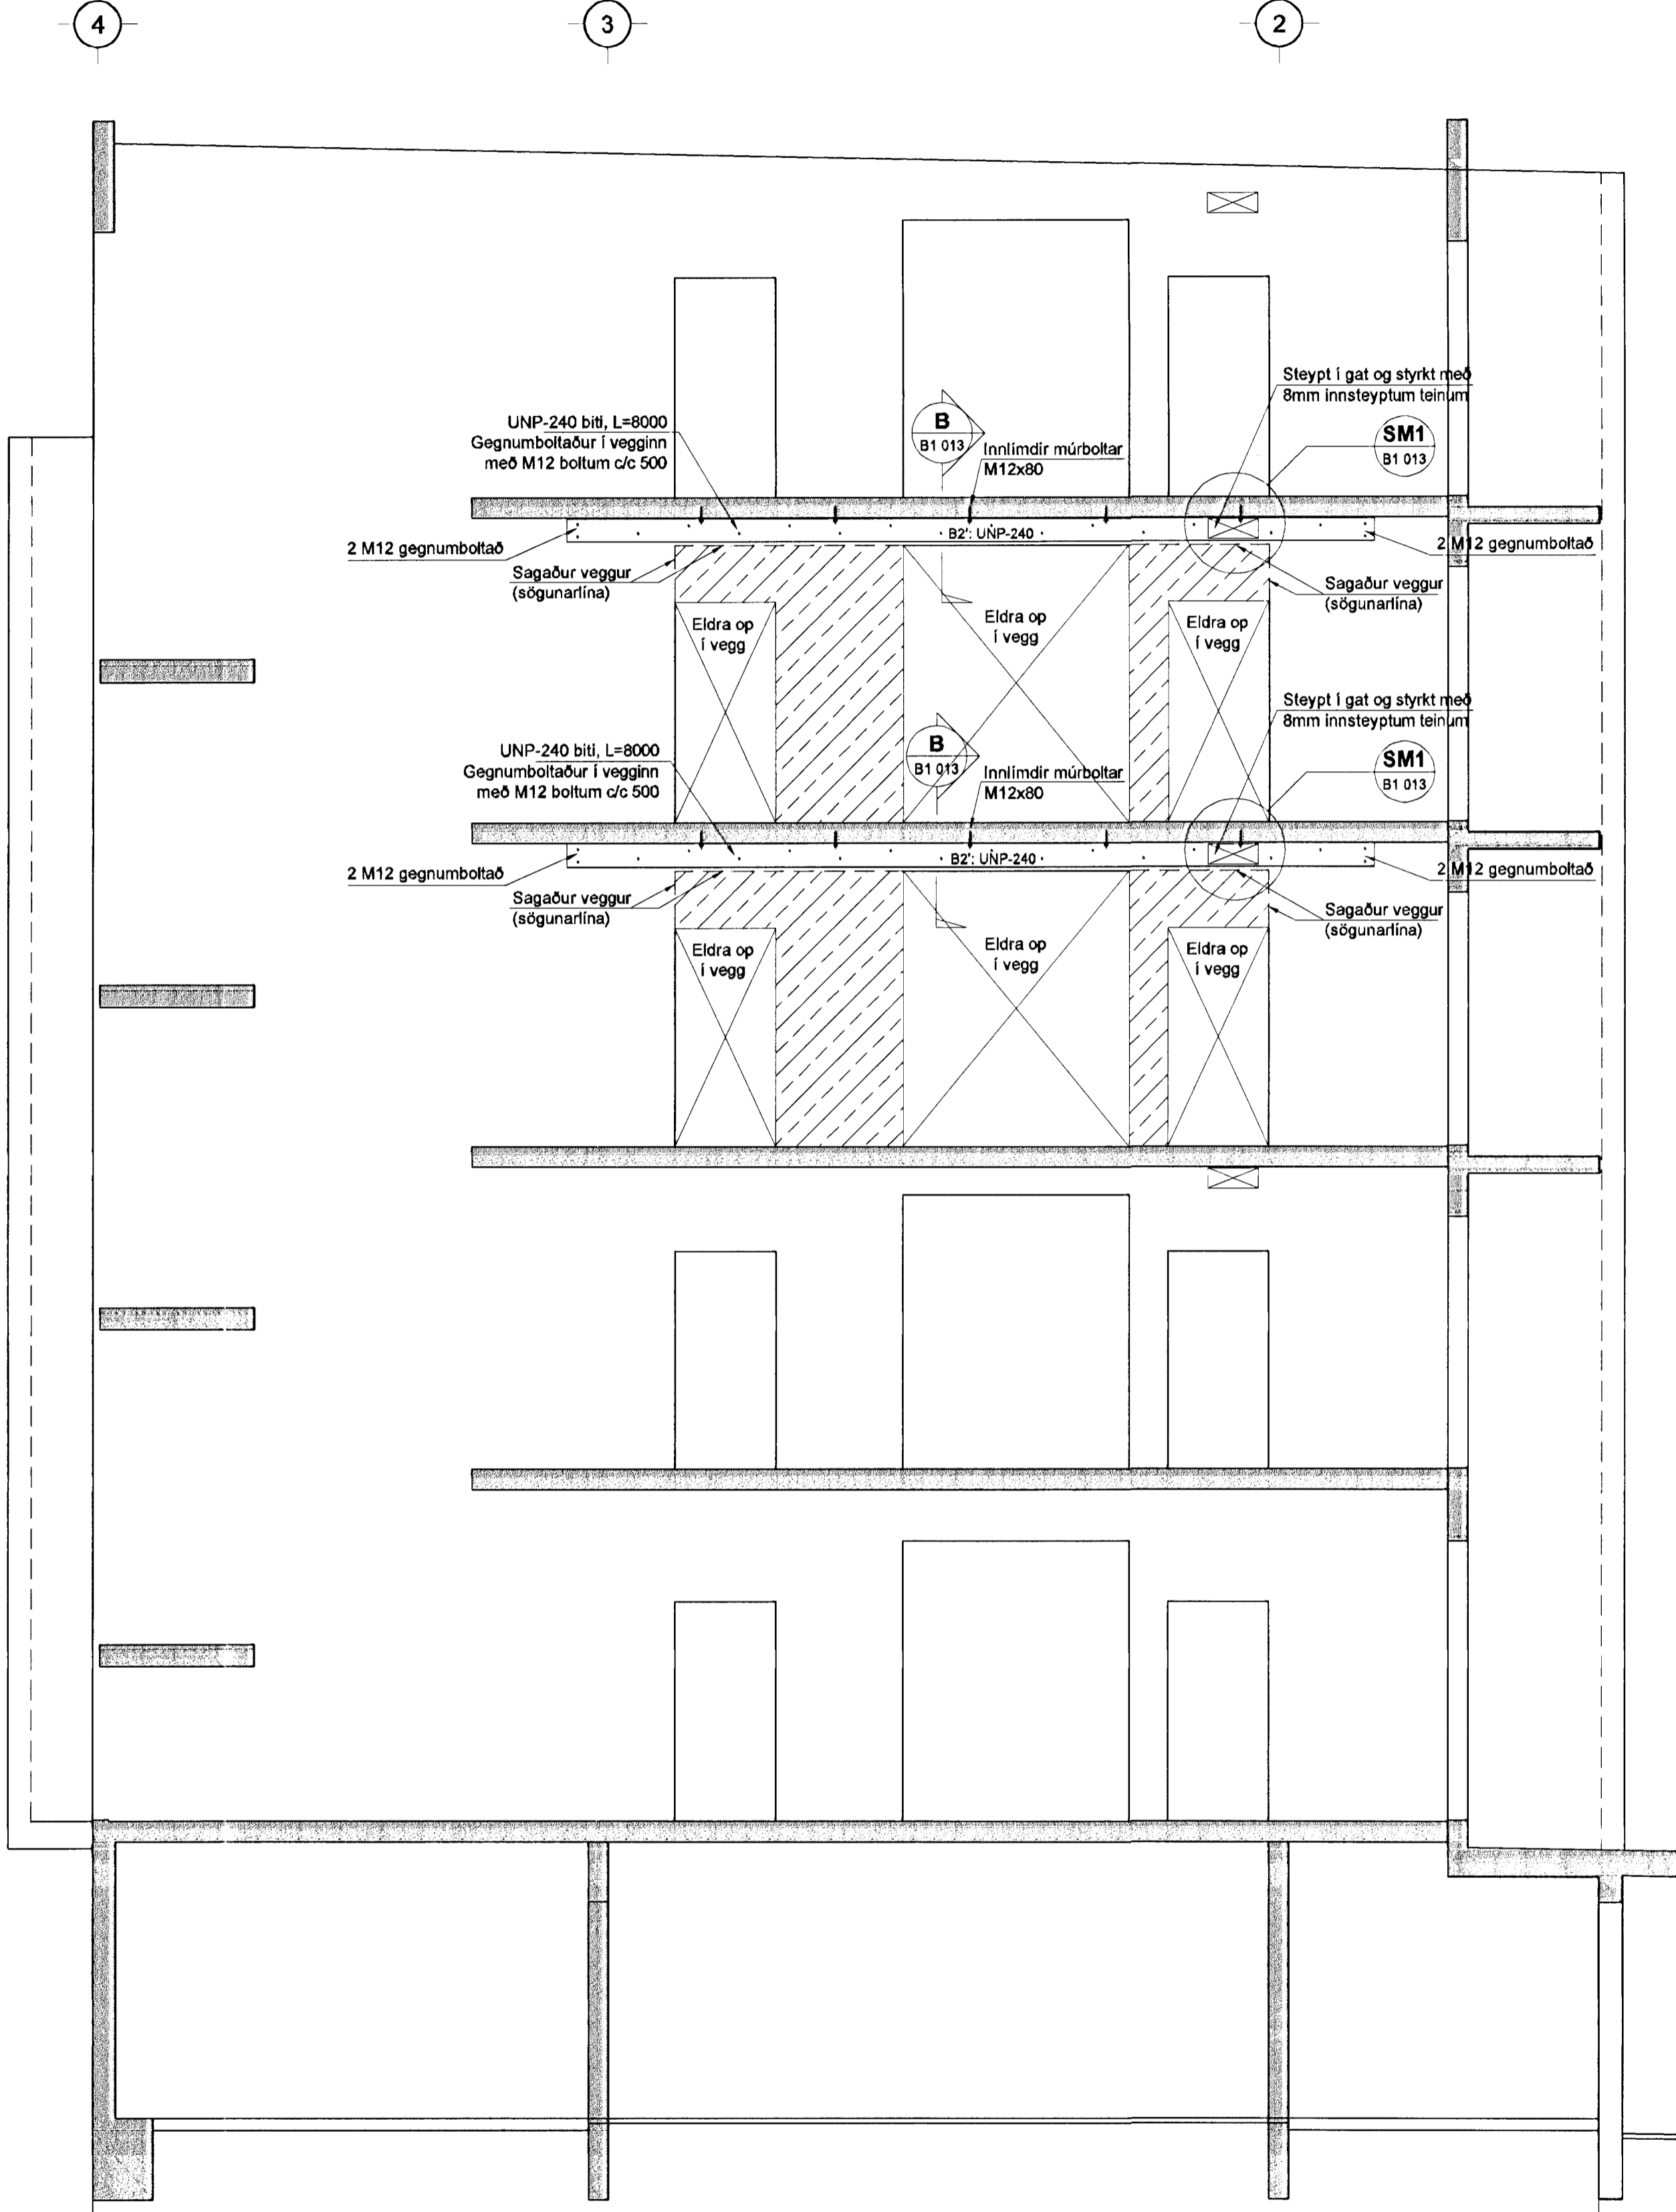 4
3
2
Steypt í gat og styrkt með
8mm innsteyptum teinum
UNP-240 biti, L=8000
Gegnumboltaður í vegginn
með M12 boltum c/c 500
B
B1 013
Innlímdir múrboltar
M12x80
SM1
B1 013
B2': UNP-240
2 M12 gegnumboltað
2 M12 gegnumboltað
Sagaður veggur
(sögunarlína)
Sagaður veggur
(sögunarlína)
Eldra op
í vegg
Eldra op
í vegg
Eldra op
í vegg
Steypt í gat og styrkt með
8mm innsteyptum teinum
UNP-240 biti, L=8000
Gegnumboltaður í vegginn
með M12 boltum c/c 500
B
B1 013
Innlímdir múrboltar
M12x80
SM1
B1 013
B2': UNP-240
2 M12 gegnumboltað
2 M12 gegnumboltað
Sagaður veggur
(sögunarlína)
Sagaður veggur
(sögunarlína)
Eldra op
í vegg
Eldra op
í vegg
Eldra op
í vegg